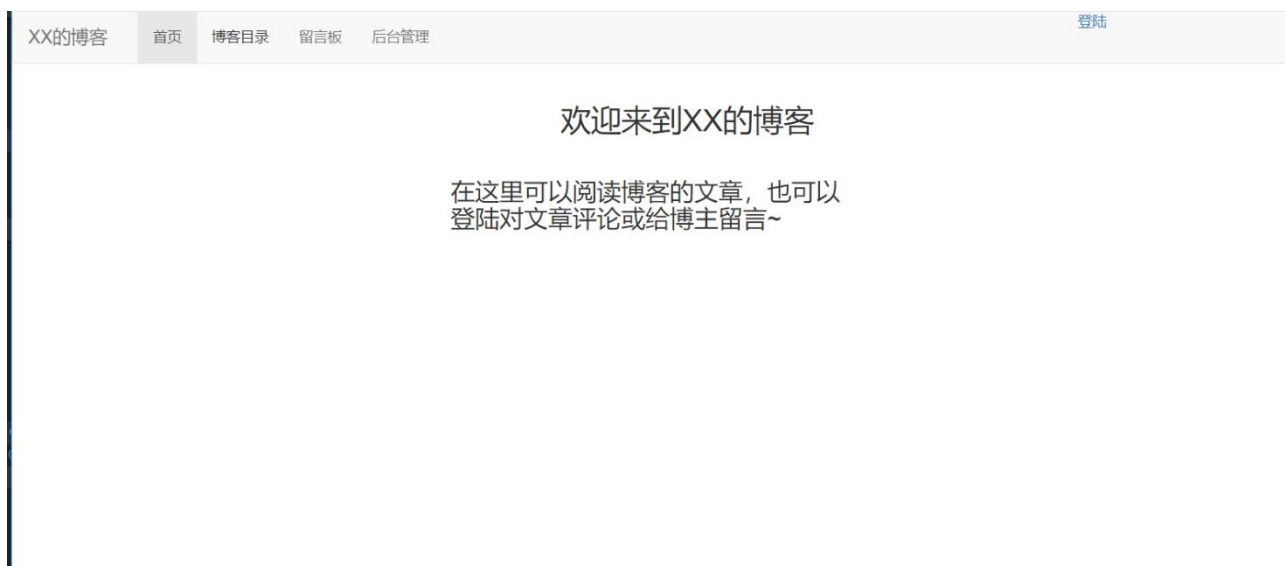 XX的博客 首页 博客目录 留言板 后台管理 登陆
欢迎来到XX的博客
在这里可以阅读博客的文章，也可以
登陆对文章评论或给博主留言~